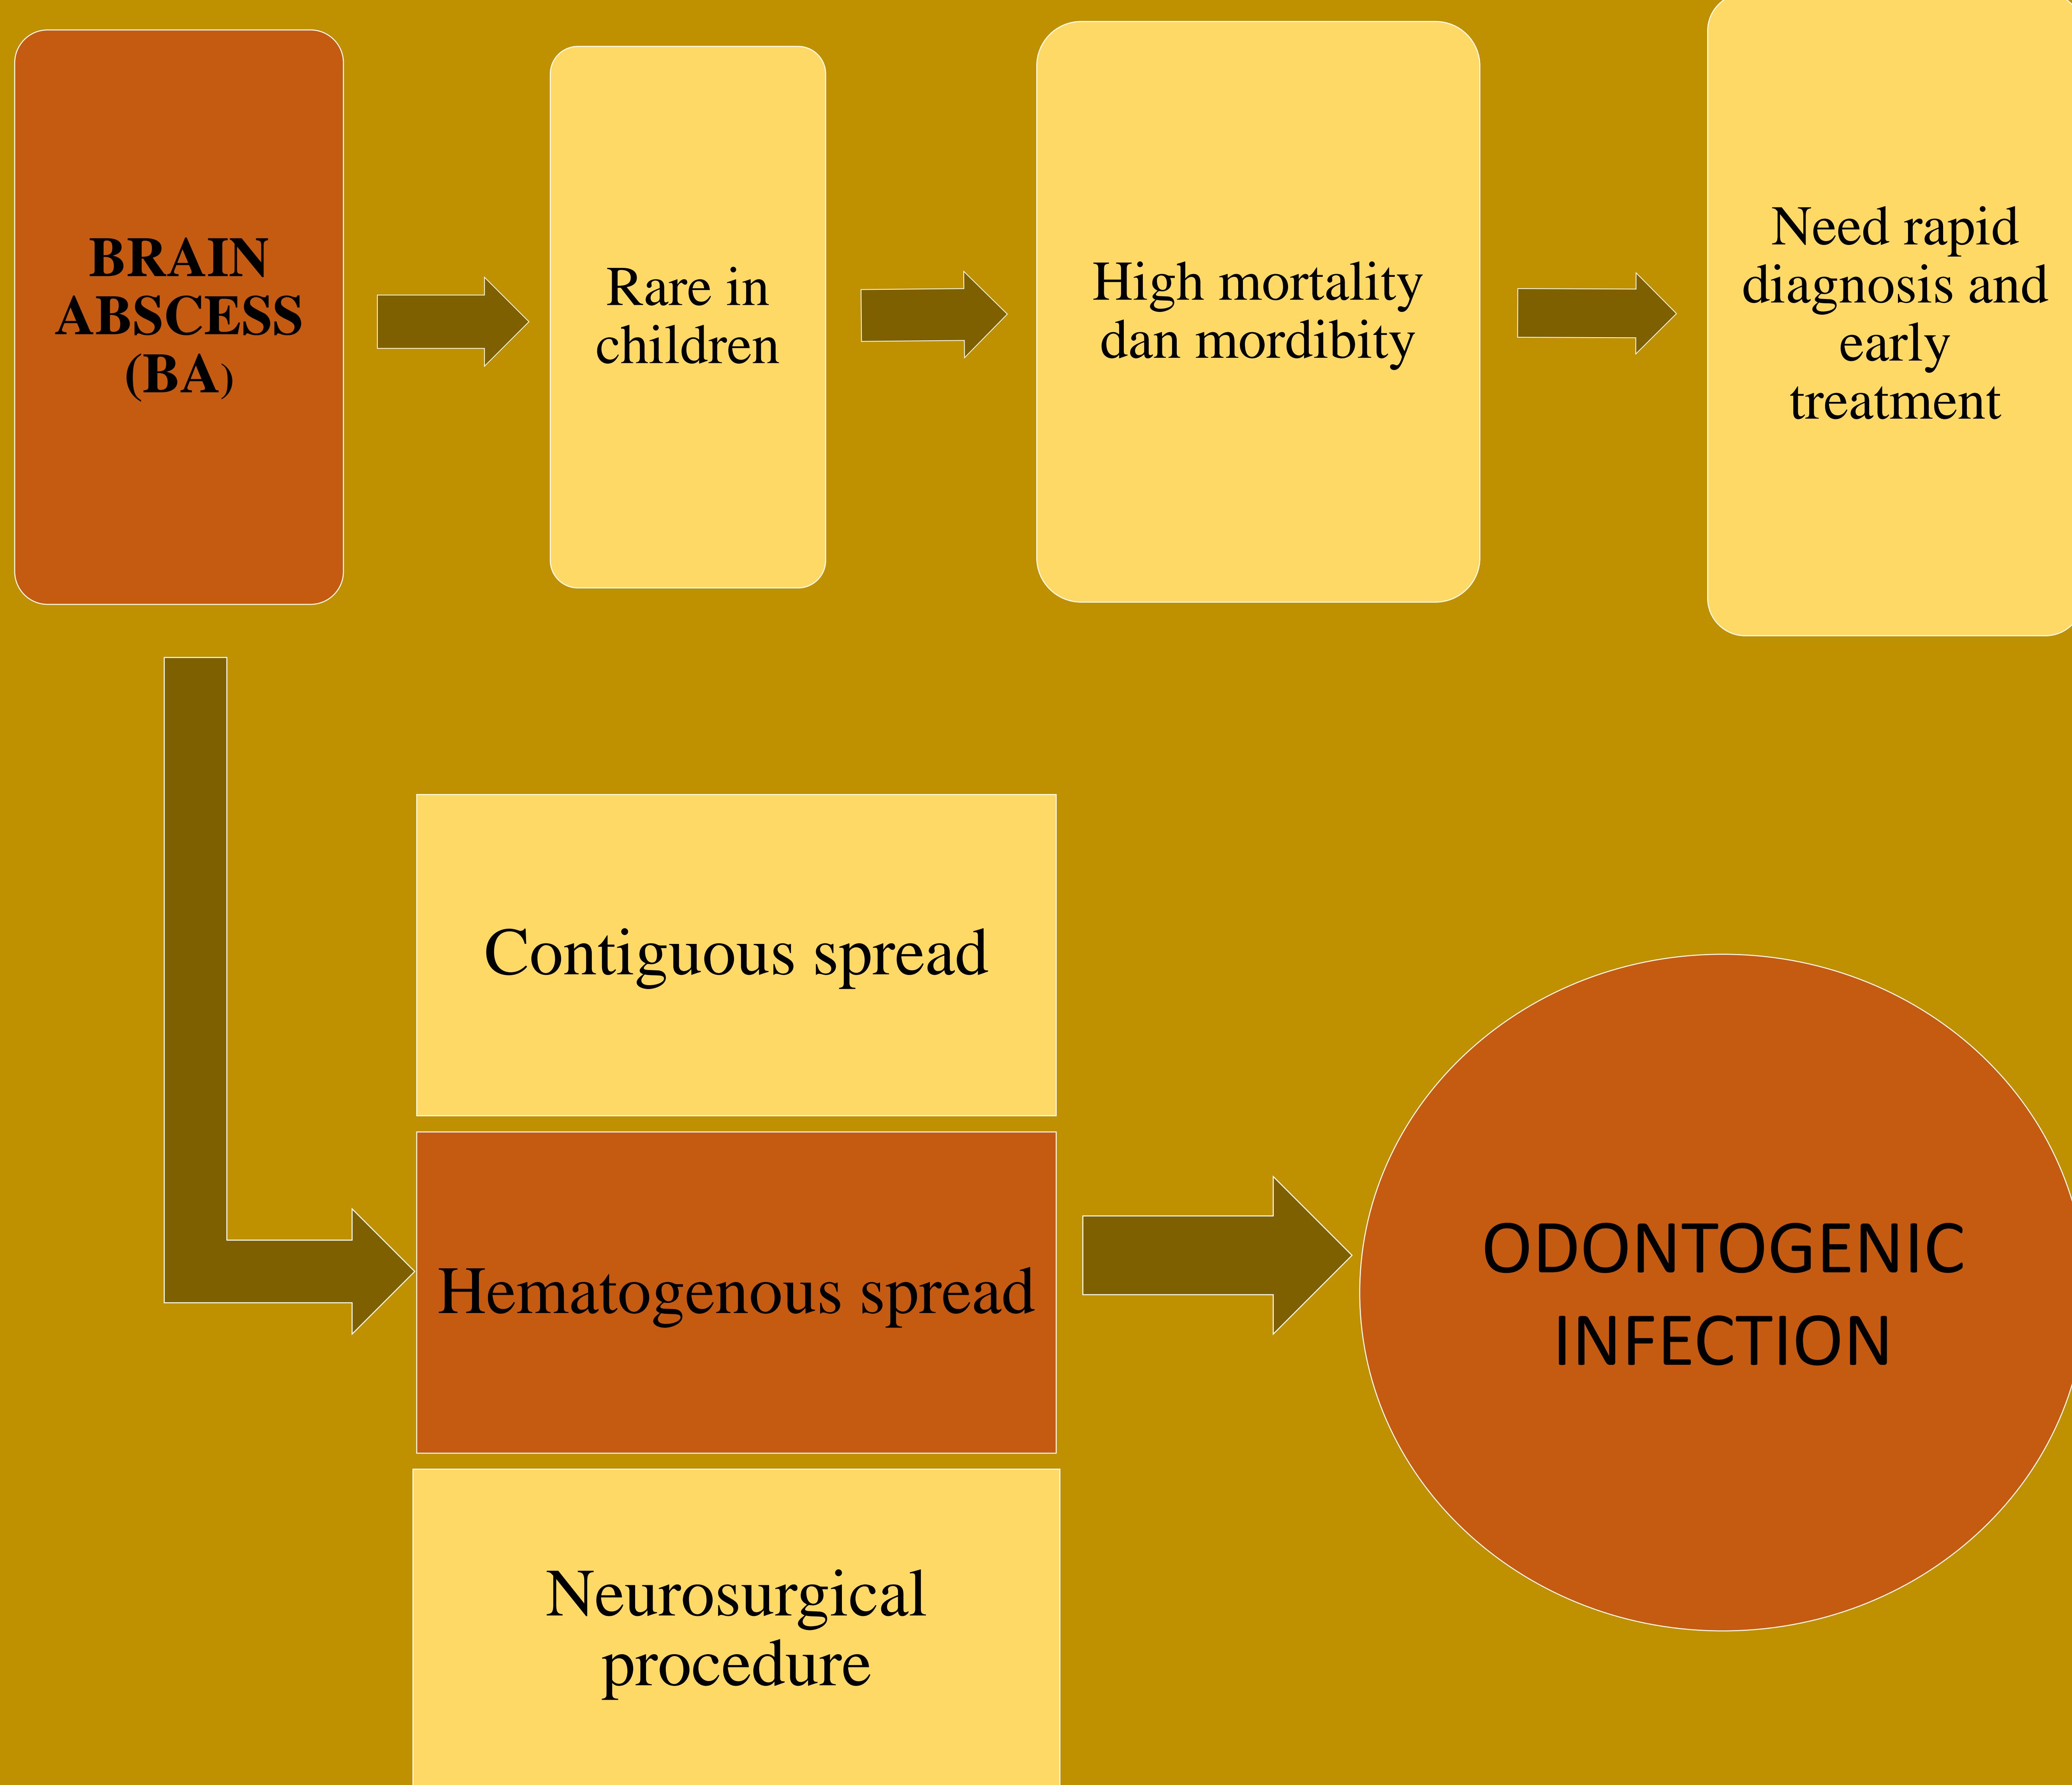 BRAIN
ABSCESS
(BA)
Rare in
children
High mortality
dan mordibity
Need rapid
diagnosis and
early
treatment
Contiguous spread
Hematogenous spread
Neurosurgical
procedure
ODONTOGENIC
INFECTION